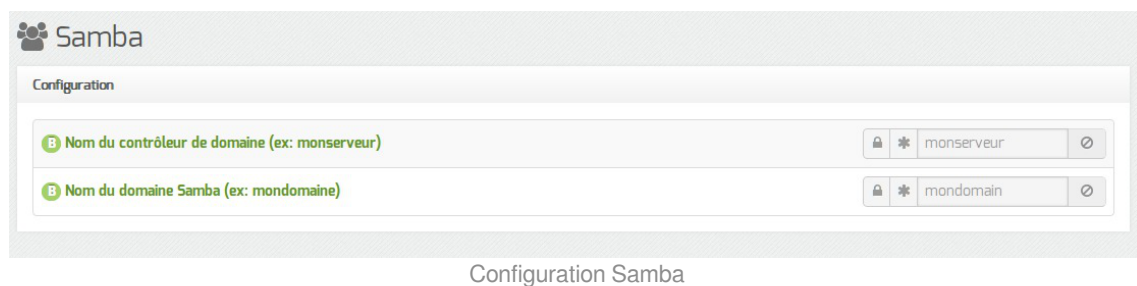 Samba
Configuration
B Nom du contrôleur de domaine (ex: monserveur)
monserveur
B Nom du domaine Samba (ex: mondomaine)
mondomain
Configuration Samba